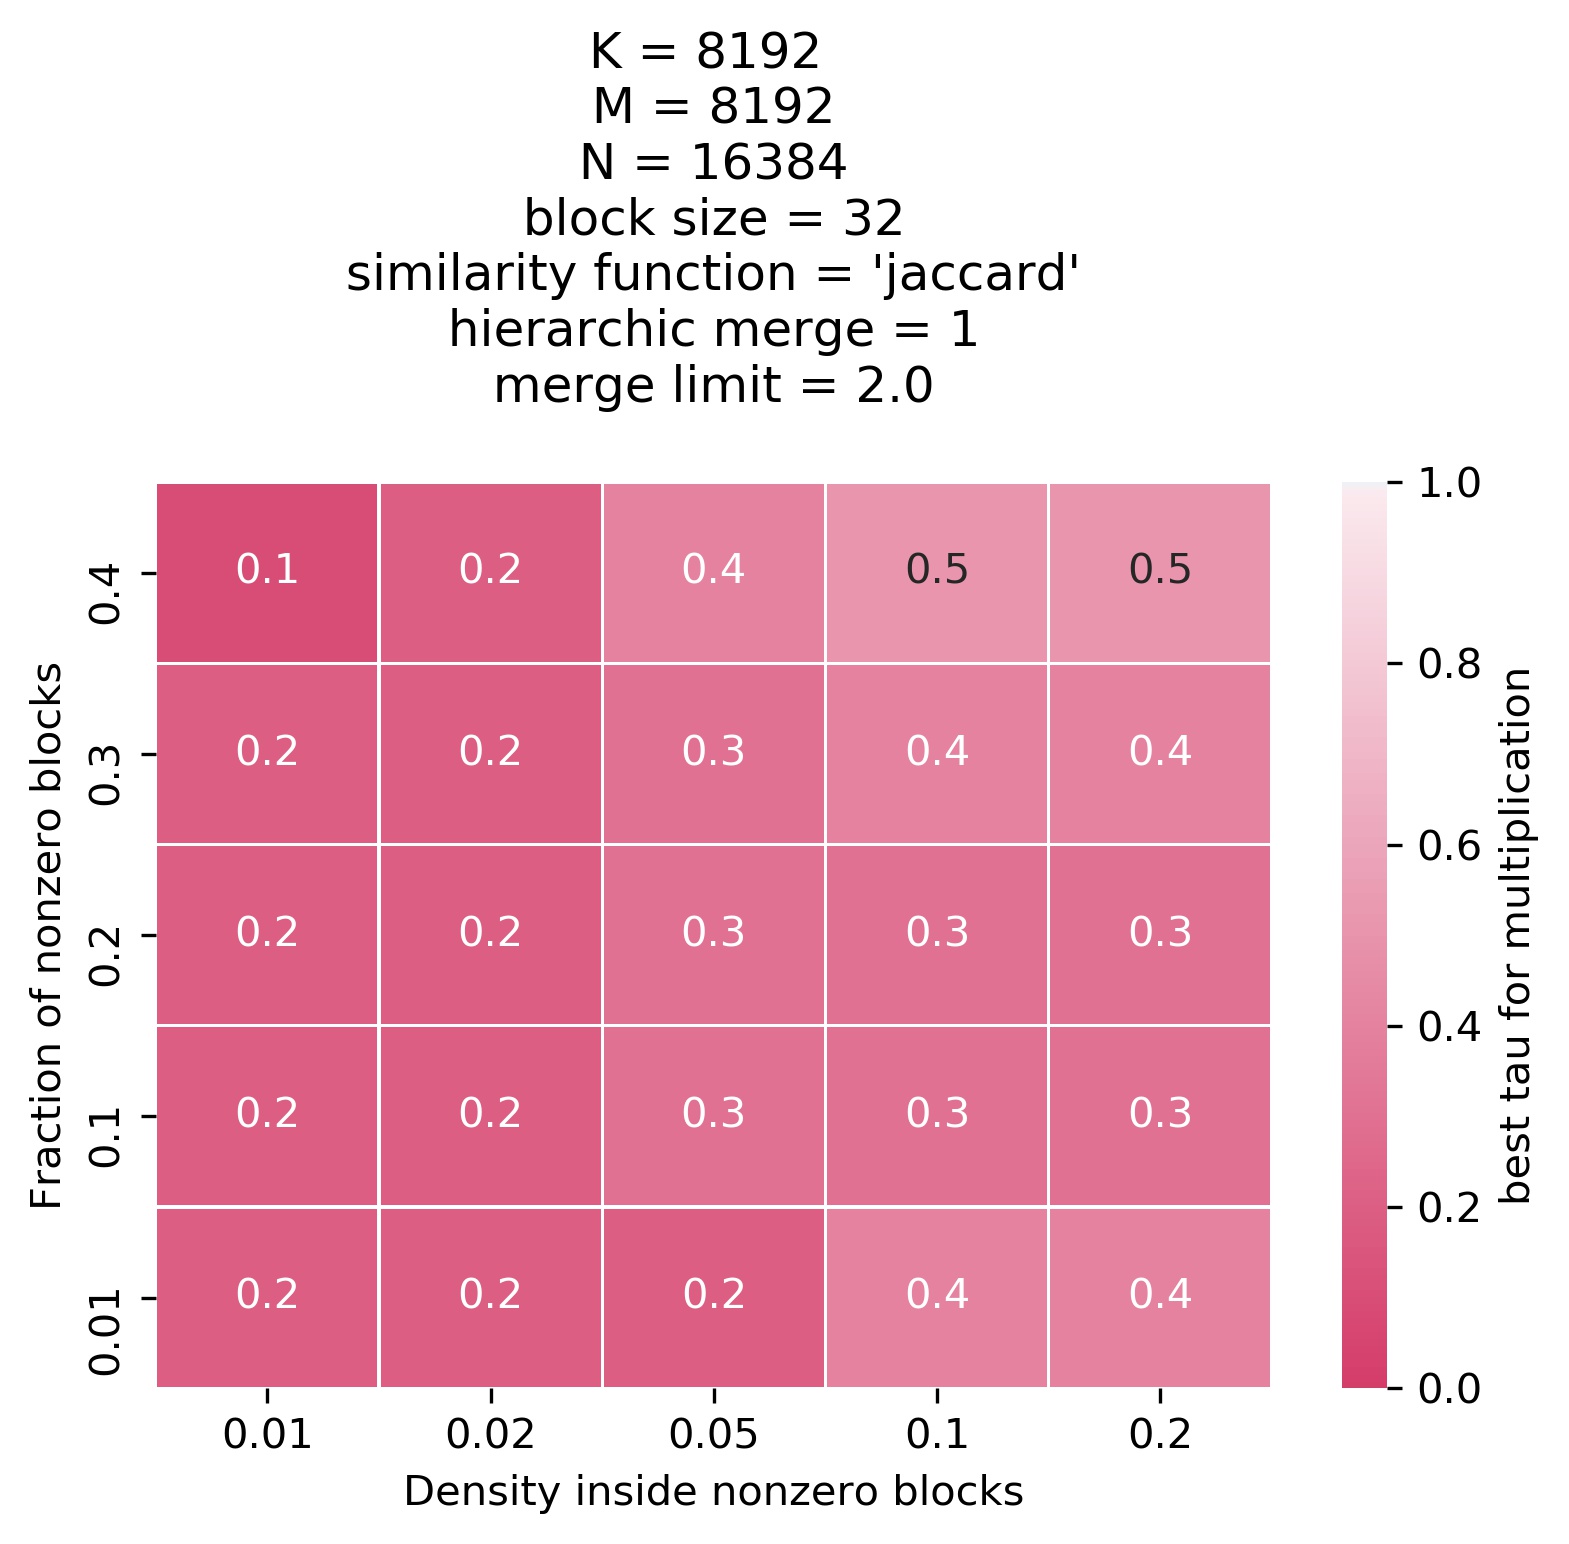 K = 8192
M = 8192
N = 16384
block size = 32
similarity function = 'jaccard'
hierarchic merge = 1
merge limit = 2.0
Fraction of nonzero blocks
0.4 0.1 0.2 0.4 0.5 0.5
0.3 0.2 0.2 0.3 0.4 0.4
0.2 0.2 0.2 0.3 0.3 0.3
0.1 0.2 0.2 0.3 0.3 0.3
0.01 0.2 0.2 0.2 0.4 0.4
0.01 0.02 0.05 0.1 0.2
Density inside nonzero blocks
1.0
0.8
0.6
0.4
0.2
0.0
best tau for multiplication